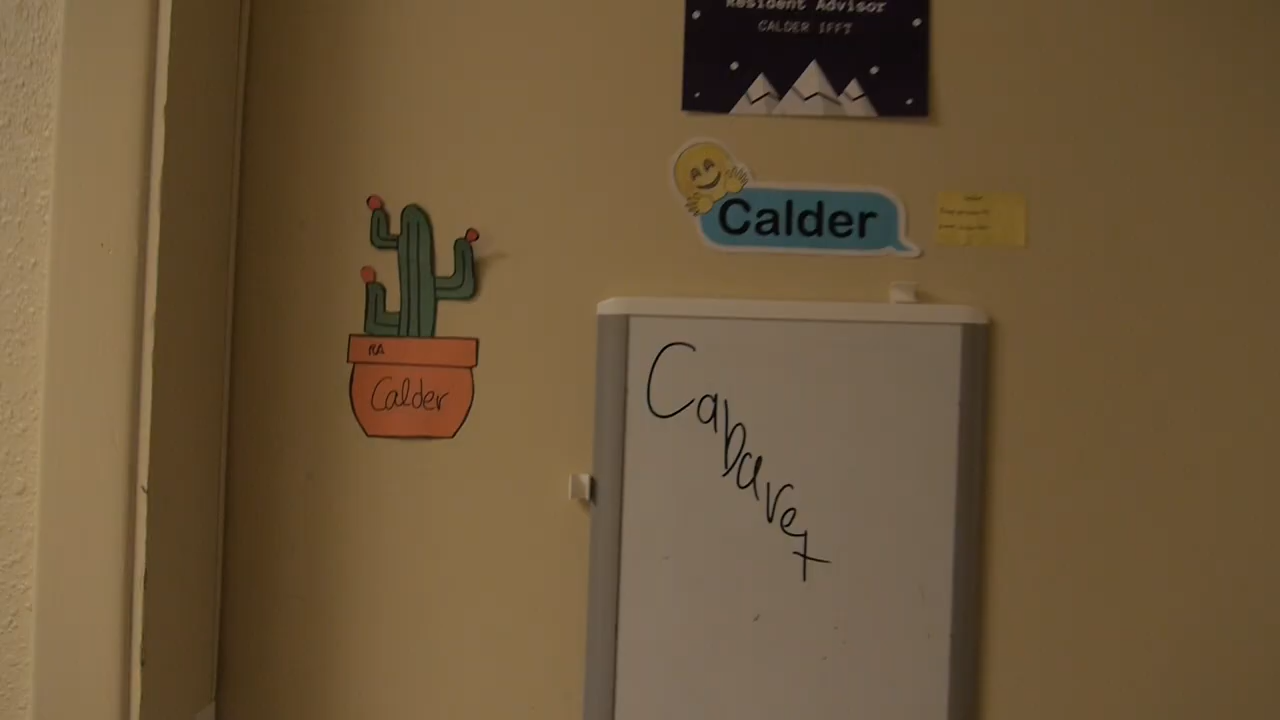 Resident Advisor
CALDER IFFT
Calder
RA
Calder
Cabaret